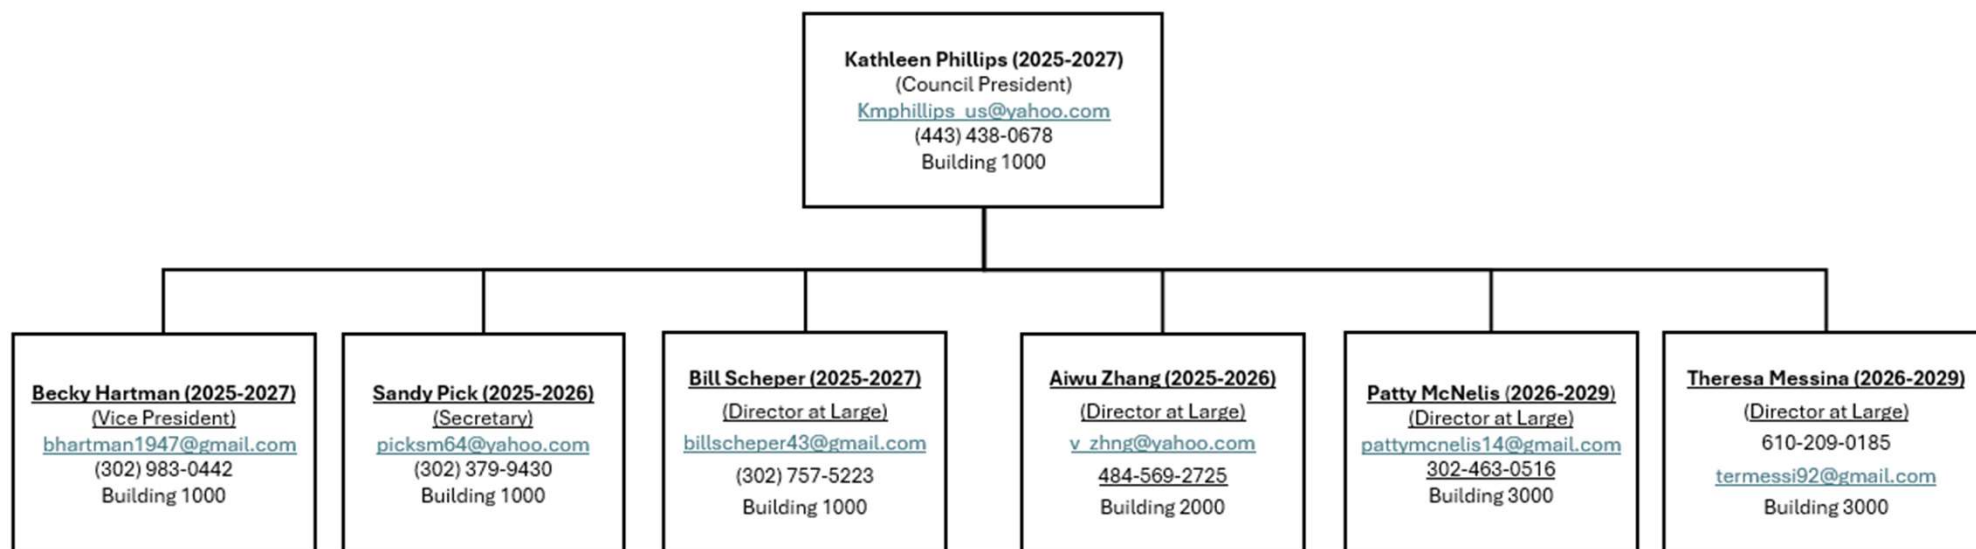 Kathleen Phillips (2025-2027)
(Council President)
Kmphillips_us@yahoo.com
(443) 438-0678
Building 1000
Becky Hartman (2025-2027)
(Vice President)
bhartman1947@gmail.com
(302) 983-0442
Building 1000
Sandy Pick (2025-2026)
(Secretary)
picksm64@yahoo.com
(302) 379-9430
Building 1000
Bill Scheper (2025-2027)
(Director at Large)
billscheper43@gmail.com
(302) 757-5223
Building 1000
Aiwu Zhang (2025-2026)
(Director at Large)
v_zhng@yahoo.com
484-569-2725
Building 2000
Patty McNelis (2026-2029)
(Director at Large)
pattymcnelis14@gmail.com
302-463-0516
Building 3000
Theresa Messina (2026-2029)
(Director at Large)
610-209-0185
termessi92@gmail.com
Building 3000